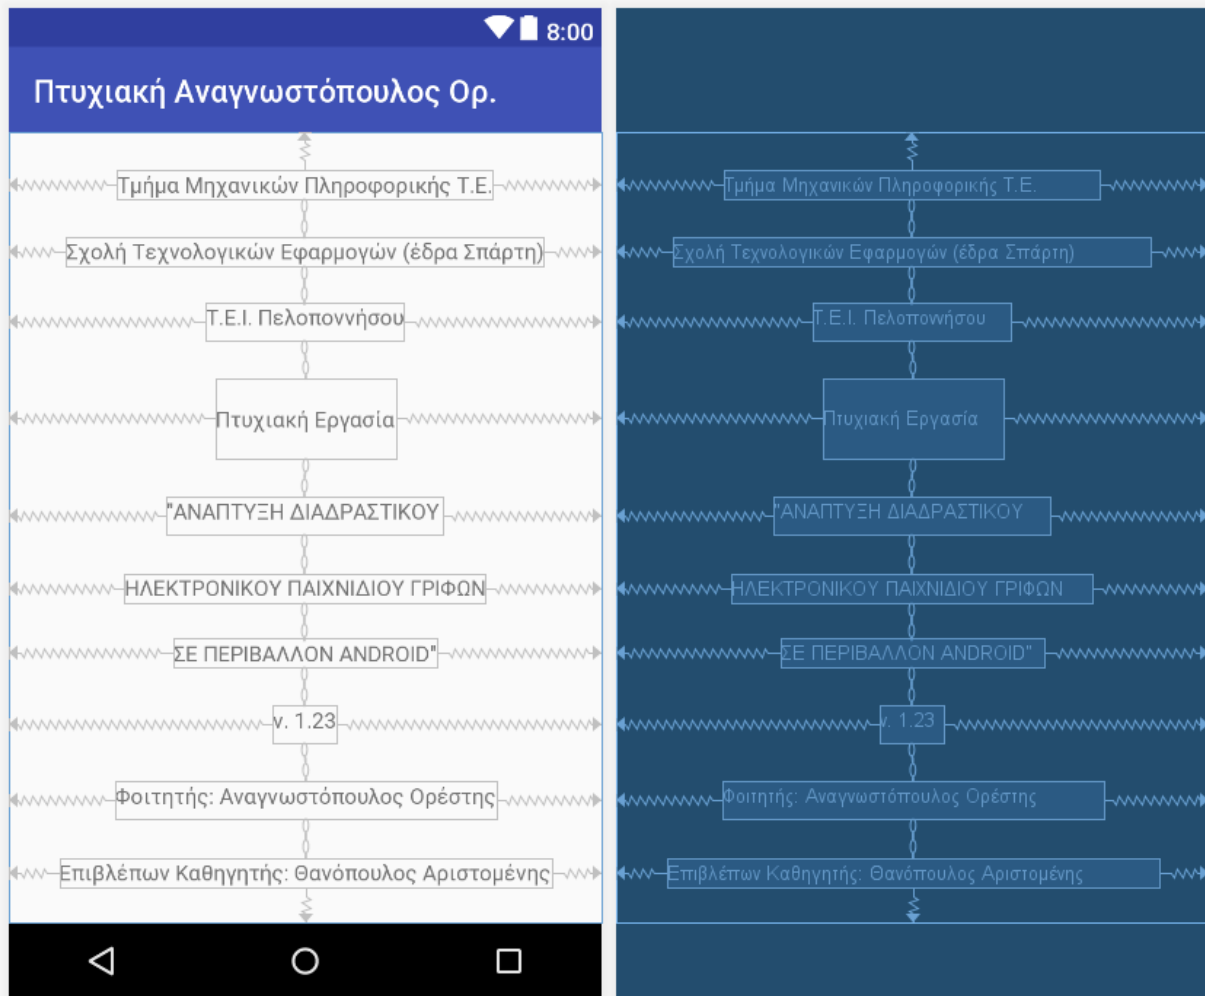 8:00
Πτυχιακή Αναγνωστόπουλος Ορ.
Τμήμα Μηχανικών Πληροφορικής Τ.Ε.
Σχολή Τεχνολογικών Εφαρμογών (έδρα Σπάρτη)
Τ.Ε.Ι. Πελοποννήσου
Πτυχιακή Εργασία
"ΑΝΑΠΤΥΞΗ ΔΙΑΔΡΑΣΤΙΚΟΥ
ΗΛΕΚΤΡΟΝΙΚΟΥ ΠΑΙΧΝΙΔΙΟΥ ΓΡΙΦΩΝ
ΣΕ ΠΕΡΙΒΑΛΛΟΝ ANDROID"
v. 1.23
Φοιτητής: Αναγνωστόπουλος Ορέστης
Επιβλέπων Καθηγητής: Θανόπουλος Αριστομένης
Τμήμα Μηχανικών Πληροφορικής Τ.Ε.
Σχολή Τεχνολογικών Εφαρμογών (έδρα Σπάρτη)
Τ.Ε.Ι. Πελοποννήσου
Πτυχιακή Εργασία
"ΑΝΑΠΤΥΞΗ ΔΙΑΔΡΑΣΤΙΚΟΥ
ΗΛΕΚΤΡΟΝΙΚΟΥ ΠΑΙΧΝΙΔΙΟΥ ΓΡΙΦΩΝ
ΣΕ ΠΕΡΙΒΑΛΛΟΝ ANDROID"
v. 1.23
Φοιτητής: Αναγνωστόπουλος Ορέστης
Επιβλέπων Καθηγητής: Θανόπουλος Αριστομένης